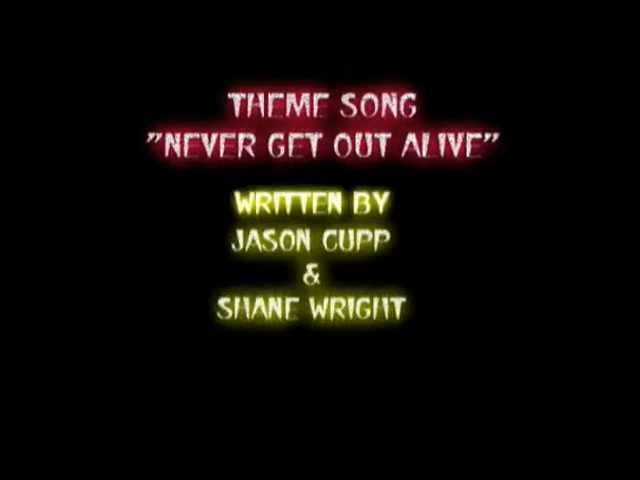 THEME SONG
"NEVER GET OUT ALIVE"
WRITTEN BY
JASON CUPP
&
SHANE WRIGHT